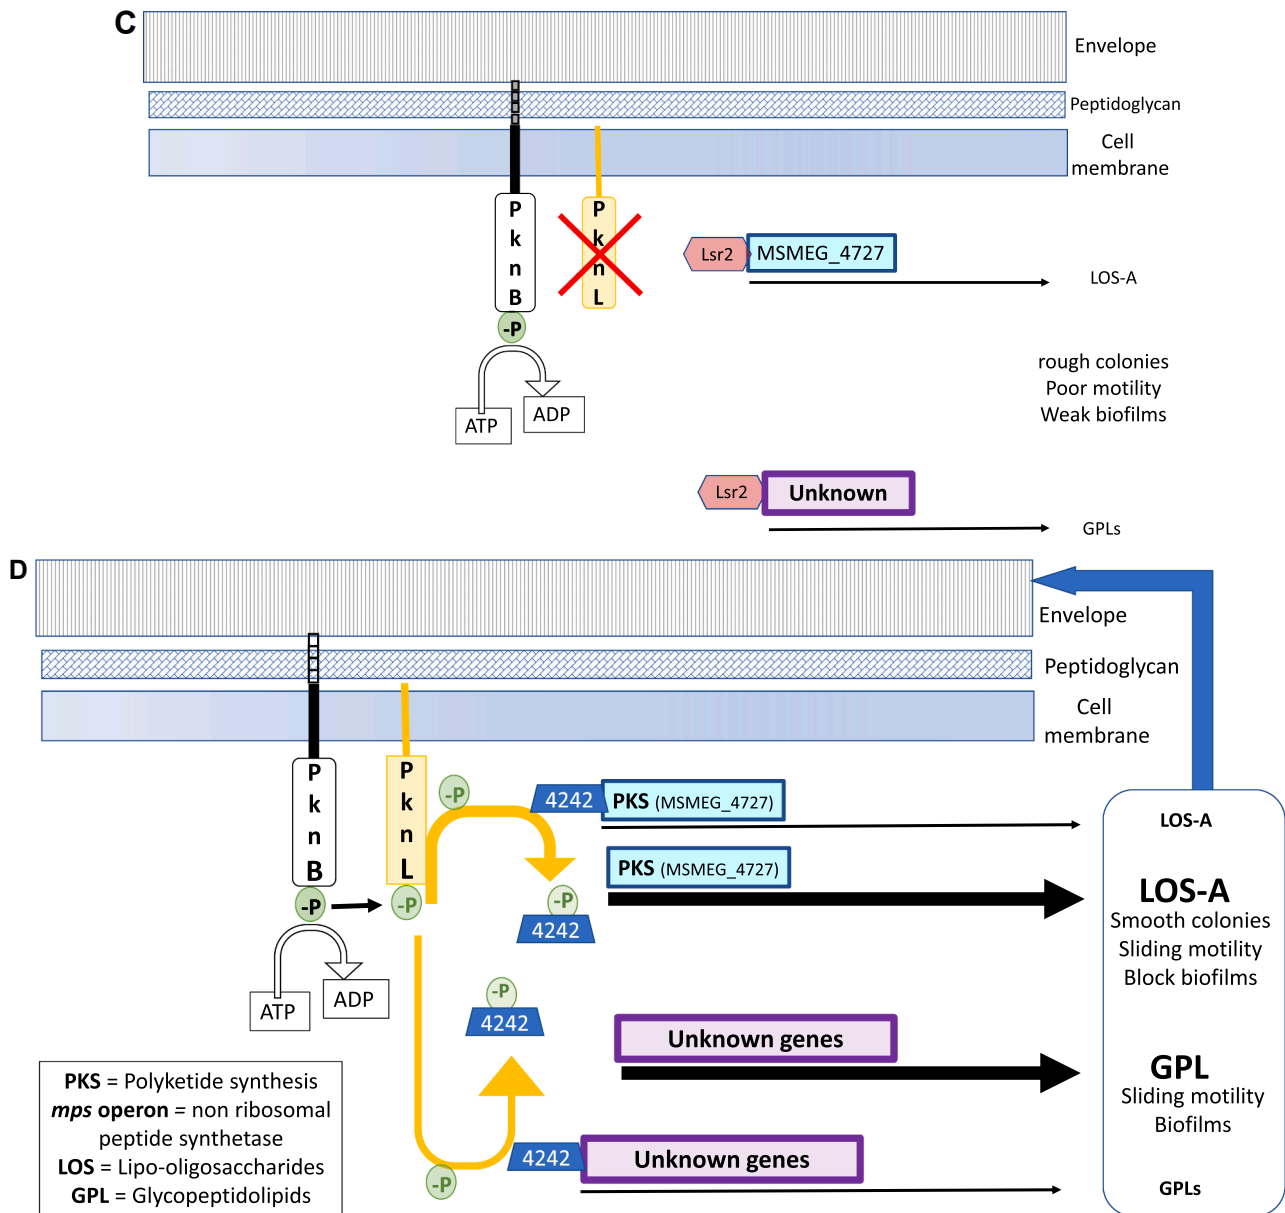 C
Envelope
Peptidoglycan
Cell
membrane
P
k
n
B
-P
P
k
n
L
ATP
ADP
Lsr2
MSMEG_4727
LOS-A
rough colonies
Poor motility
Weak biofilms
Lsr2
Unknown
GPLs
D
Envelope
Peptidoglycan
Cell
membrane
P
k
n
B
-P
P
k
n
L
-P
ATP
ADP
-P
4242
PKS (MSMEG_4727)
LOS-A
PKS (MSMEG_4727)
-P
4242
LOS-A
Smooth colonies
Sliding motility
Block biofilms
-P
4242
Unknown genes
GPL
Sliding motility
Biofilms
4242
Unknown genes
-P
GPLs
PKS = Polyketide synthesis
mps operon = non ribosomal
peptide synthetase
LOS = Lipo-oligosaccharides
GPL = Glycopeptidolipids